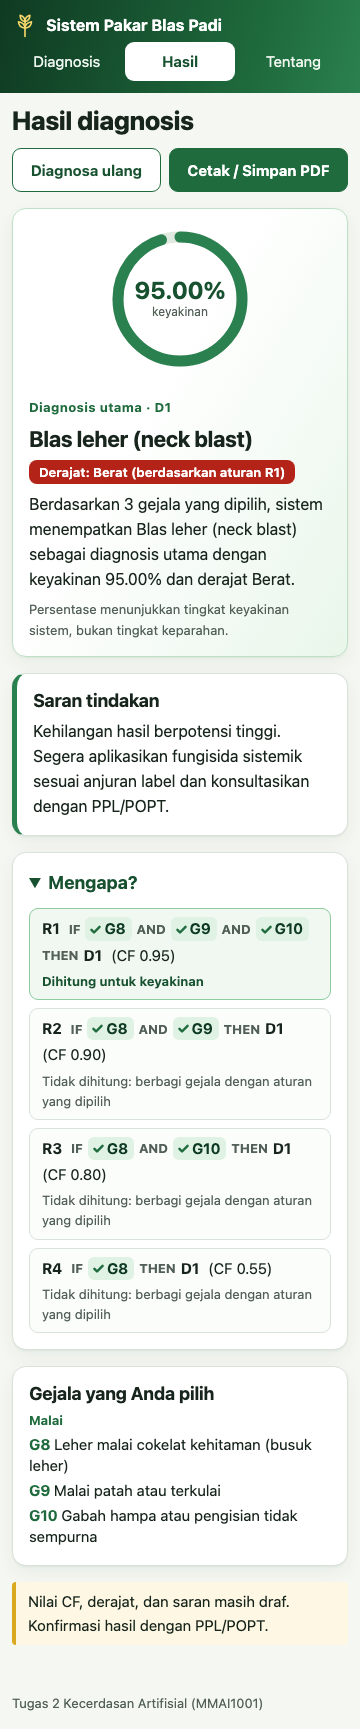 Sistem Pakar Blas Padi
Diagnosis Hasil Tentang
Hasil diagnosis
Diagnosa ulang Cetak / Simpan PDF
95.00%
keyakinan
Diagnosis utama · D1
Blas leher (neck blast)
Derajat: Berat (berdasarkan aturan R1)
Berdasarkan 3 gejala yang dipilih, sistem
menempatkan Blas leher (neck blast)
sebagai diagnosis utama dengan
keyakinan 95.00% dan derajat Berat.
Persentase menunjukkan tingkat keyakinan
sistem, bukan tingkat keparahan.
Saran tindakan
Kehilangan hasil berpotensi tinggi.
Segera aplikasikan fungisida sistemik
sesuai anjuran label dan konsultasikan
dengan PPL/POPT.
▼ Mengapa?
R1 IF ✓G8 AND ✓G9 AND ✓G10
THEN D1 (CF 0.95)
Dihitung untuk keyakinan
R2 IF ✓G8 AND ✓G9 THEN D1
(CF 0.90)
Tidak dihitung: berbagi gejala dengan aturan
yang dipilih
R3 IF ✓G8 AND ✓G10 THEN D1
(CF 0.80)
Tidak dihitung: berbagi gejala dengan aturan
yang dipilih
R4 IF ✓G8 THEN D1 (CF 0.55)
Tidak dihitung: berbagi gejala dengan aturan
yang dipilih
Gejala yang Anda pilih
Malai
G8 Leher malai cokelat kehitaman (busuk
leher)
G9 Malai patah atau terkulai
G10 Gabah hampa atau pengisian tidak
sempurna
Nilai CF, derajat, dan saran masih draf.
Konfirmasi hasil dengan PPL/POPT.
Tugas 2 Kecerdasan Artifisial (MMAI1001)